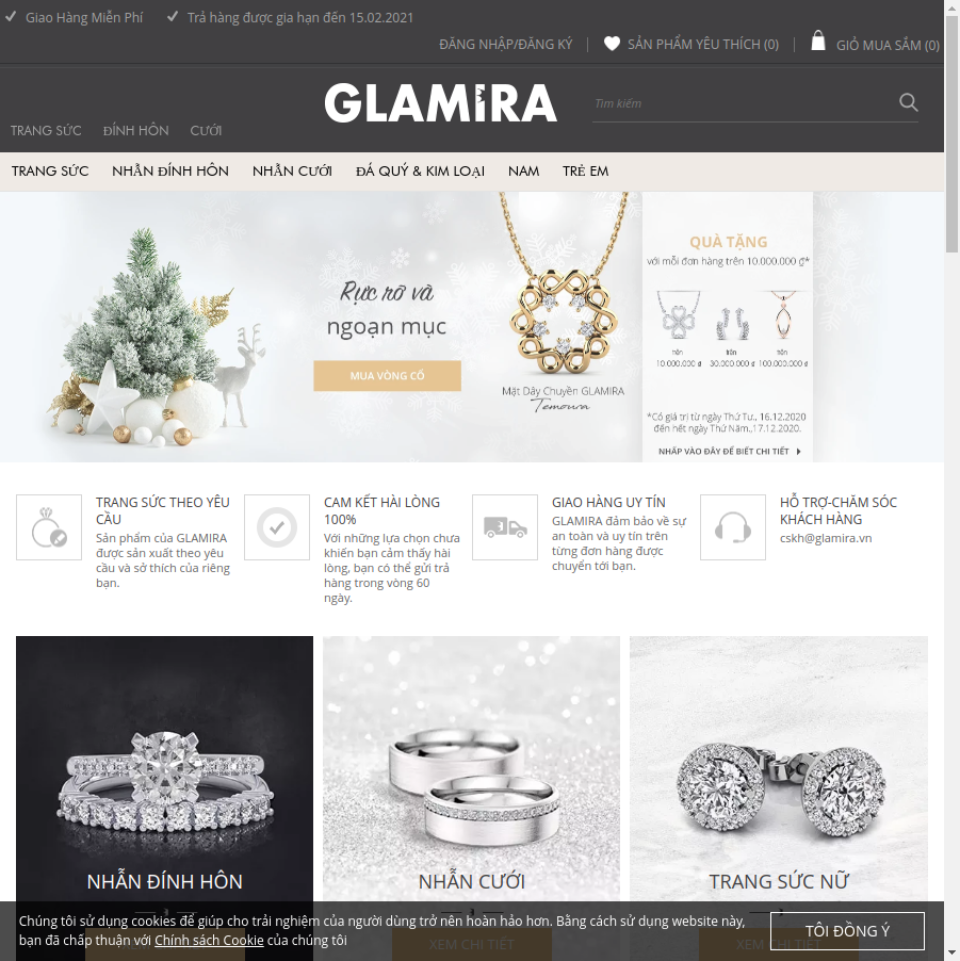 Giao Hàng Miễn Phí
Trả hàng được gia hạn đến 15.02.2021
ĐĂNG NHẬP/ĐĂNG KÝ
SẢN PHẨM YÊU THÍCH (0)
GIỎ MUA SẮM (0)
GLAMIRA
Tìm kiếm
TRANG SỨC
ĐÍNH HÔN
CƯỚI
TRANG SỨC
NHẪN ĐÍNH HÔN
NHẪN CƯỚI
ĐÁ QUÝ & KIM LOẠI
NAM
TRẺ EM
Rực rỡ và
ngoạn mục
MUA VÒNG CỔ
Mặt Dây Chuyền GLAMIRA
Temoura
QUÀ TẶNG
với mỗi đơn hàng trên 10.000.000 ₫*
trên
10.000.000 ₫
trên
30.000.000 ₫
trên
100.000.000 ₫
*Có giá trị từ ngày Thứ Tư., 16.12.2020
đến hết ngày Thứ Năm.,17.12.2020.
NHẤP VÀO ĐÂY ĐỂ BIẾT CHI TIẾT
TRANG SỨC THEO YÊU
CẦU
Sản phẩm của GLAMIRA
được sản xuất theo yêu
cầu và sở thích của riêng
bạn.
CAM KẾT HÀI LÒNG
100%
Với những lựa chọn chưa
khiến bạn cảm thấy hài
lòng, bạn có thể gửi trả
hàng trong vòng 60
ngày.
GIAO HÀNG UY TÍN
GLAMIRA đảm bảo về sự
an toàn và uy tín trên
từng đơn hàng được
chuyển tới bạn.
HỖ TRỢ-CHĂM SÓC
KHÁCH HÀNG
cskh@glamira.vn
NHẪN ĐÍNH HÔN
NHẪN CƯỚI
TRANG SỨC NỮ
XEM CHI TIẾT
XEM CHI TIẾT
Chúng tôi sử dụng cookies để giúp cho trải nghiệm của người dùng trở nên hoàn hảo hơn. Bằng cách sử dụng website này,
bạn đã chấp thuận với Chính sách Cookie của chúng tôi
TÔI ĐỒNG Ý